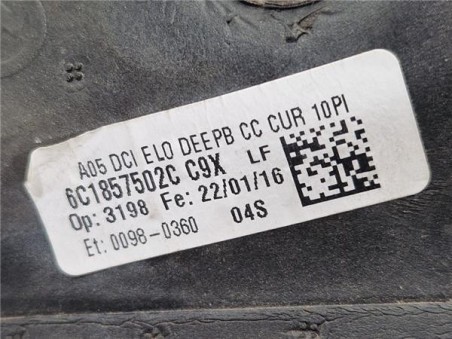 A05 DCI ELO DEEPB CC CUR 10PI
6C1857502C C9X LF
Op: 3198 Fe: 22/01/16
Et: 0098-0360 04S